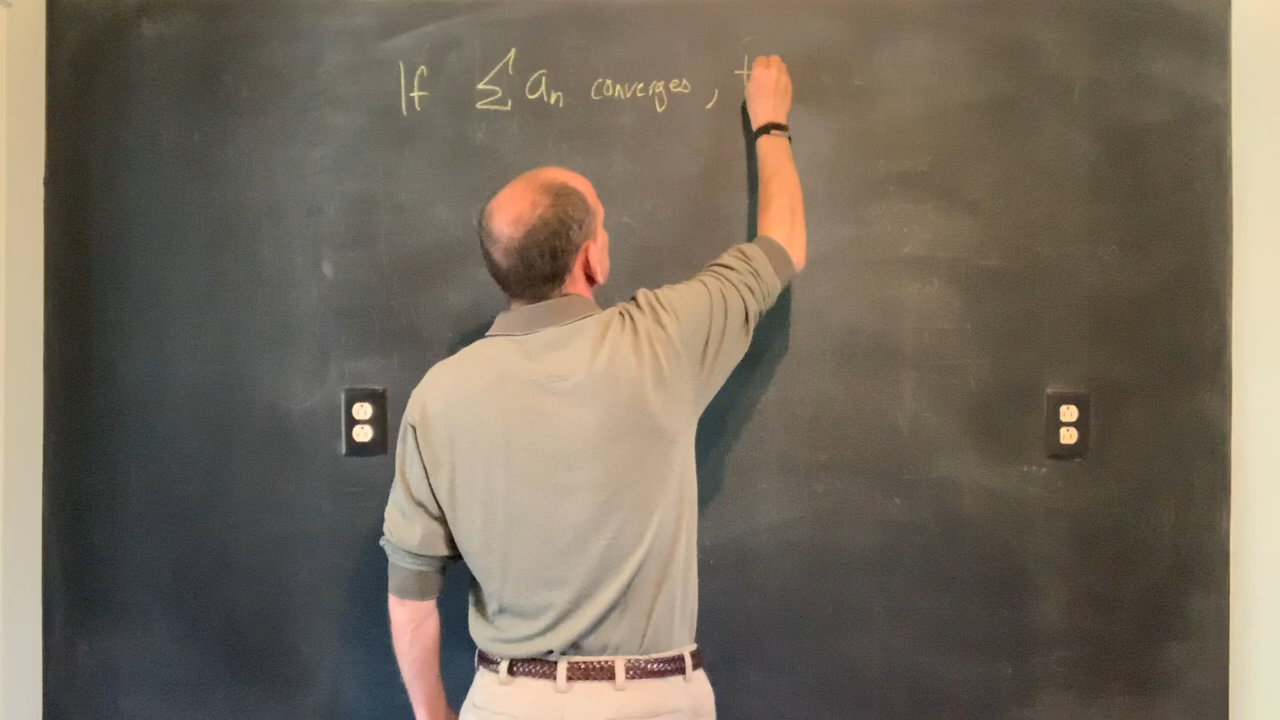 If ∑ aₙ converges, t